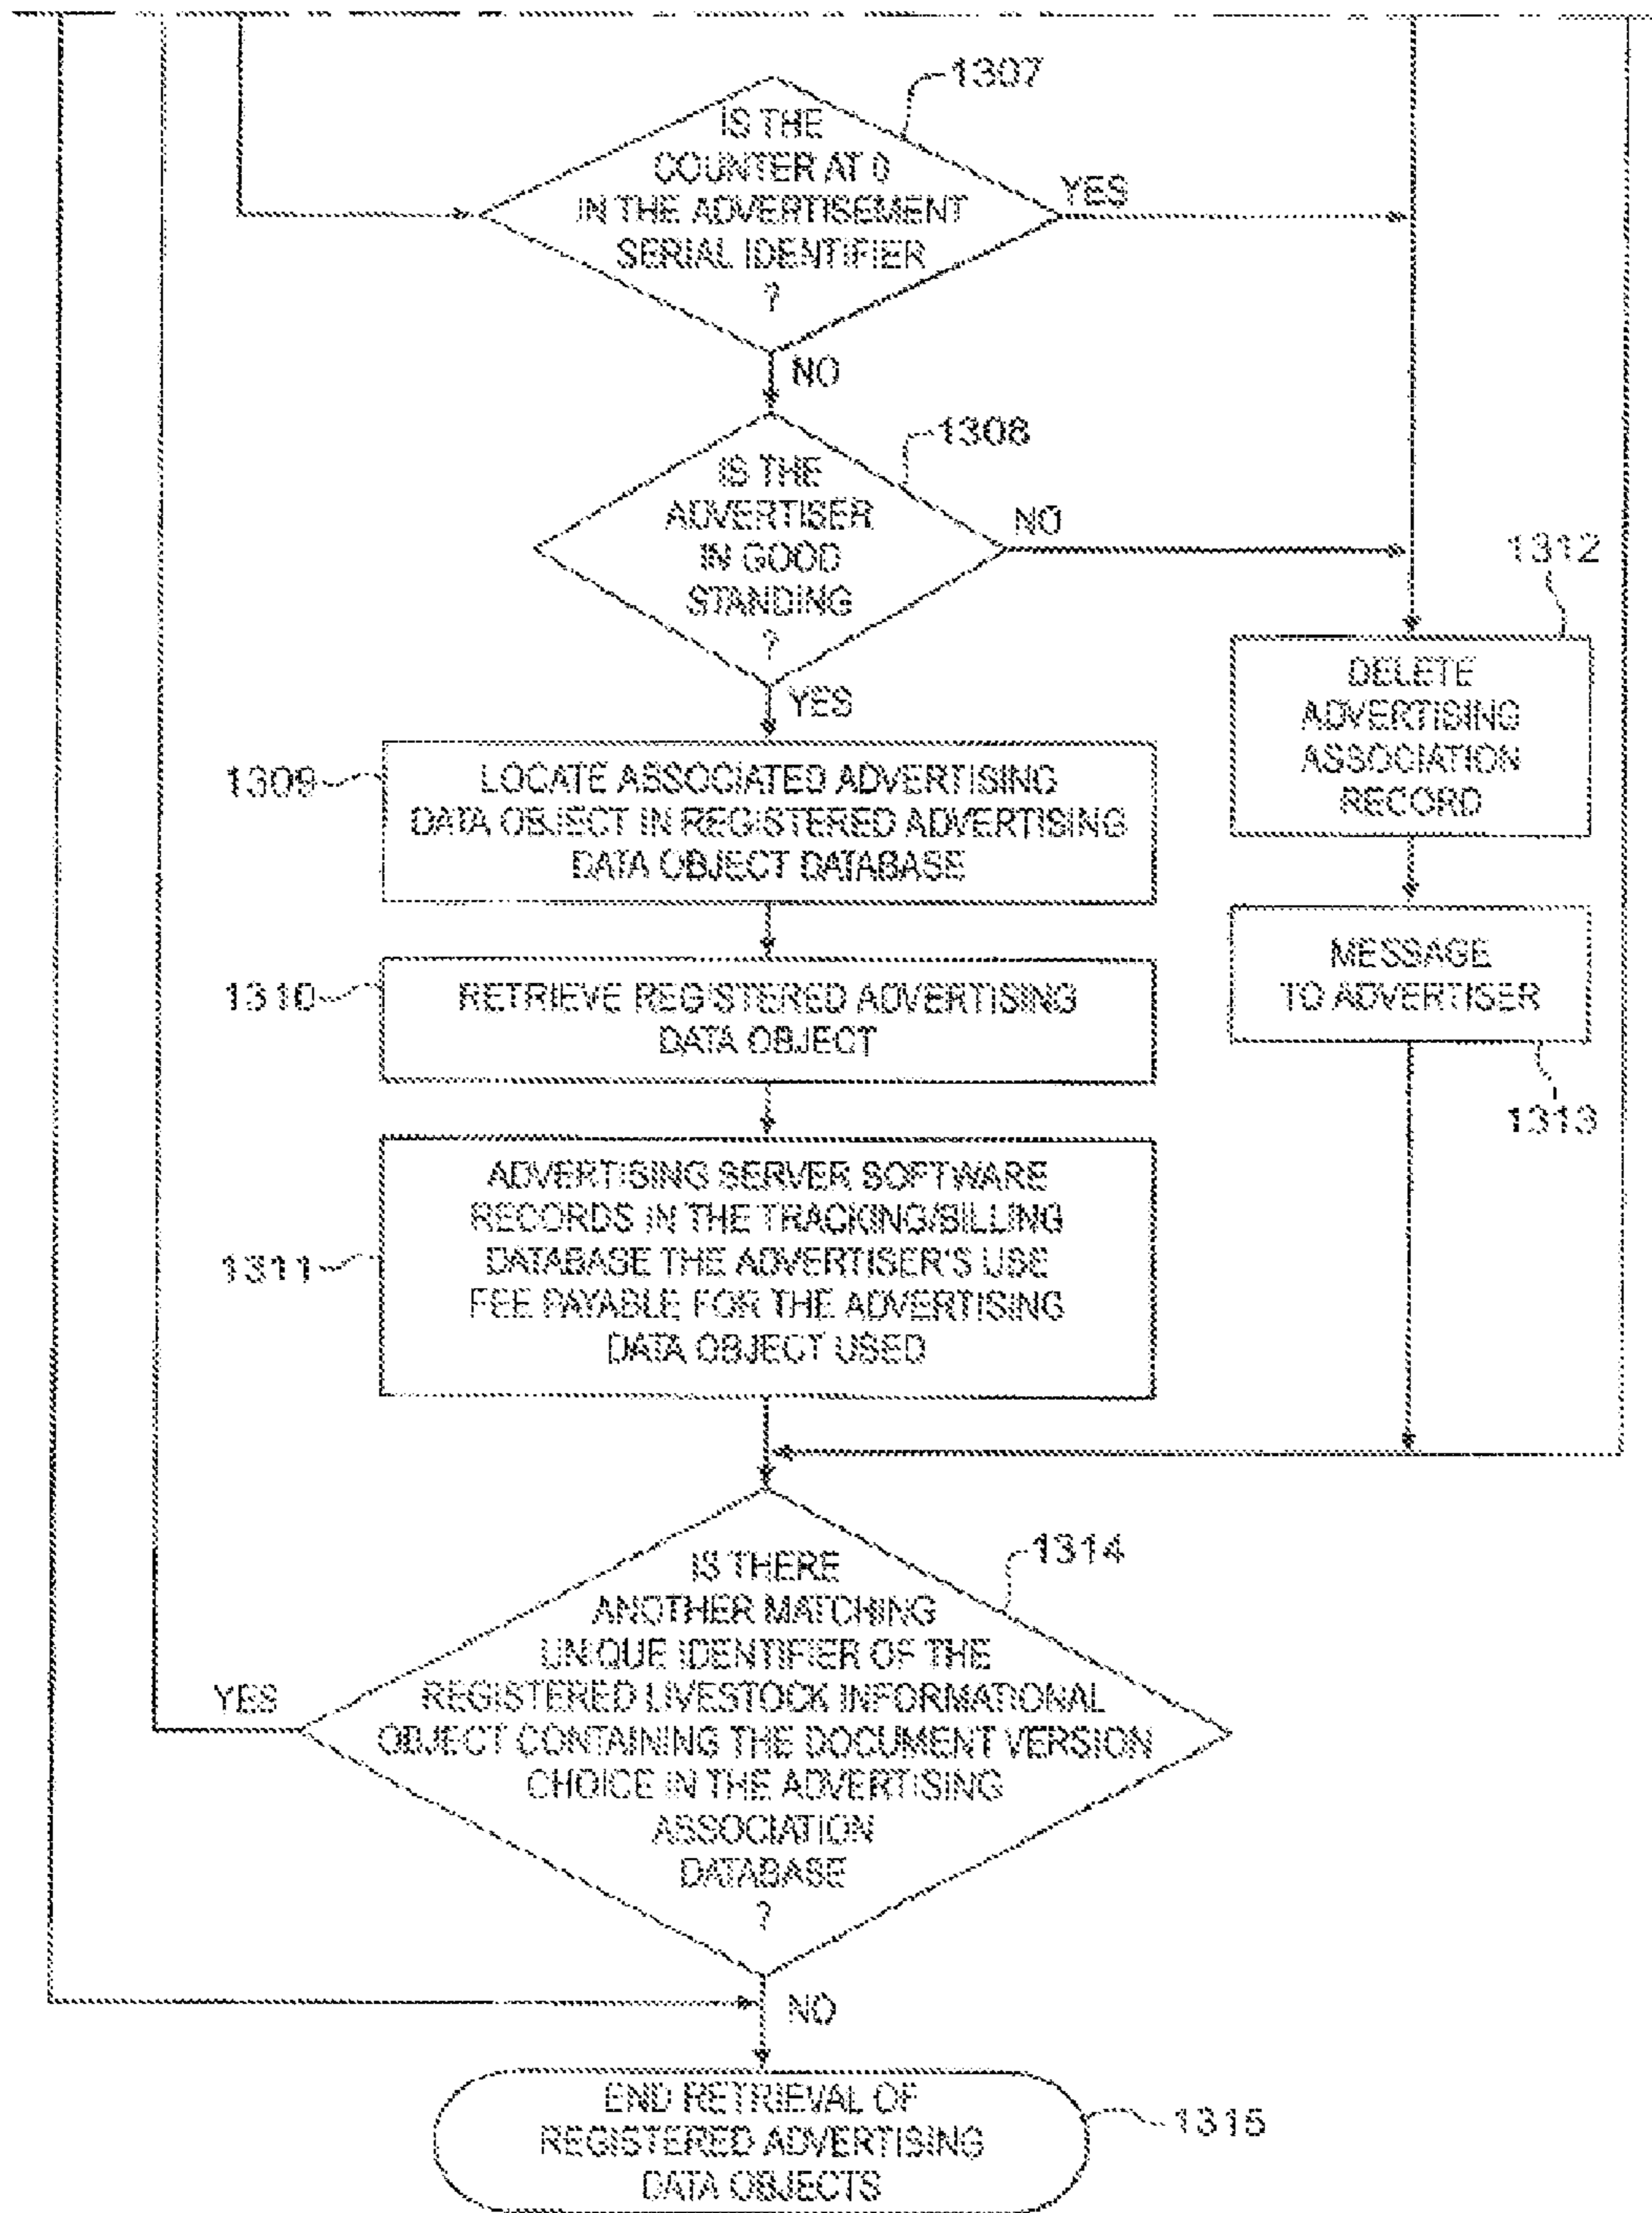 1307
IS THE
COUNTER AT 0
IN THE ADVERTISEMENT
SERIAL IDENTIFIER
?
YES
NO
1308
IS THE
ADVERTISER
IN GOOD
STANDING
?
NO
YES
1312
DELETE
ADVERTISING
ASSOCIATION
RECORD
1309
LOCATE ASSOCIATED ADVERTISING
DATA OBJECT IN REGISTERED ADVERTISING
DATA OBJECT DATABASE
MESSAGE
TO ADVERTISER
1313
1310
RETRIEVE REGISTERED ADVERTISING
DATA OBJECT
1311
ADVERTISING SERVER SOFTWARE
RECORDS IN THE TRACKING/BILLING
DATABASE THE ADVERTISER'S USE
FEE PAYABLE FOR THE ADVERTISING
DATA OBJECT USED
1314
IS THERE
ANOTHER MATCHING
UNIQUE IDENTIFIER OF THE
REGISTERED LIVESTOCK INFORMATIONAL
OBJECT CONTAINING THE DOCUMENT VERSION
CHOICE IN THE ADVERTISING
ASSOCIATION
DATABASE
?
YES
NO
END RETRIEVAL OF
REGISTERED ADVERTISING
DATA OBJECTS
1315